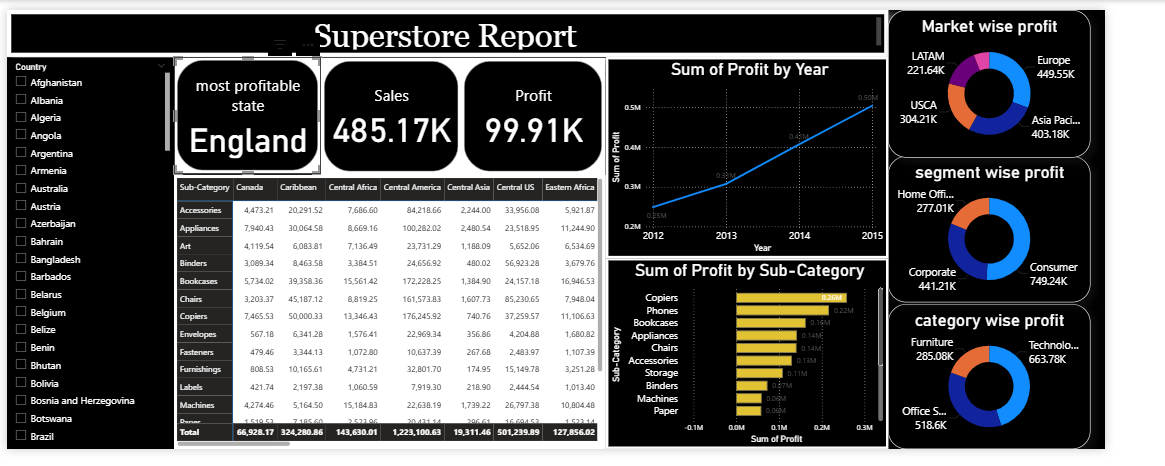 Superstore Report
Country
Afghanistan
Albania
Algeria
Angola
Argentina
Armenia
Australia
Austria
Azerbaijan
Bahrain
Bangladesh
Barbados
Belarus
Belgium
Belize
Benin
Bhutan
Bolivia
Bosnia and Herzegovina
Botswana
Brazil
most profitable
state
England
Sales
485.17K
Profit
99.91K
Sub-Category Canada Caribbean Central Africa Central America Central Asia Central US Eastern Africa
Accessories 4,473.21 20,291.52 7,686.60 84,218.66 2,244.00 33,956.08 5,921.87
Appliances 7,940.43 30,064.58 8,669.16 100,282.02 2,480.54 23,518.95 11,244.90
Art 4,119.54 6,083.81 7,136.49 23,731.29 1,188.09 5,652.06 6,534.69
Binders 3,089.34 8,463.58 3,384.51 24,656.92 480.02 56,923.28 3,679.76
Bookcases 5,734.02 39,358.36 15,561.42 172,228.25 1,384.90 24,157.18 16,946.53
Chairs 3,203.37 45,187.12 8,819.25 161,573.83 1,607.73 85,230.65 7,948.04
Copiers 7,465.53 50,000.33 13,346.43 176,245.92 740.76 37,259.57 11,106.63
Envelopes 567.18 6,341.28 1,576.41 22,969.34 356.86 4,204.88 1,680.82
Fasteners 479.46 3,344.13 1,072.80 10,637.39 267.68 2,483.97 1,107.39
Furnishings 808.53 10,165.61 4,731.21 32,801.70 174.95 15,149.78 3,251.28
Labels 421.74 2,197.38 1,060.59 7,919.30 218.90 2,444.54 1,013.40
Machines 4,274.46 5,164.50 15,184.83 22,638.19 1,739.22 26,797.38 10,804.48
Total 66,928.17 324,280.86 143,630.01 1,223,100.63 19,311.46 501,239.89 127,856.02
Sum of Profit by Year
Sum of Profit
0.5M
0.4M
0.3M
0.2M
0.25M
0.50M
2012 2013 2014 2015
Year
Sum of Profit by Sub-Category
Sub-Category
Copiers 0.26M
Phones 0.22M
Bookcases 0.16M
Appliances 0.14M
Chairs 0.14M
Accessories 0.13M
Storage 0.11M
Binders 0.07M
Machines 0.06M
Paper 0.06M
-0.1M 0.0M 0.1M 0.2M 0.3M
Sum of Profit
Market wise profit
LATAM
221.64K
Europe
449.55K
USCA
304.21K
Asia Paci...
403.18K
segment wise profit
Home Offi...
277.01K
Corporate
441.21K
Consumer
749.24K
category wise profit
Furniture
285.08K
Technolo...
663.78K
Office S...
518.6K